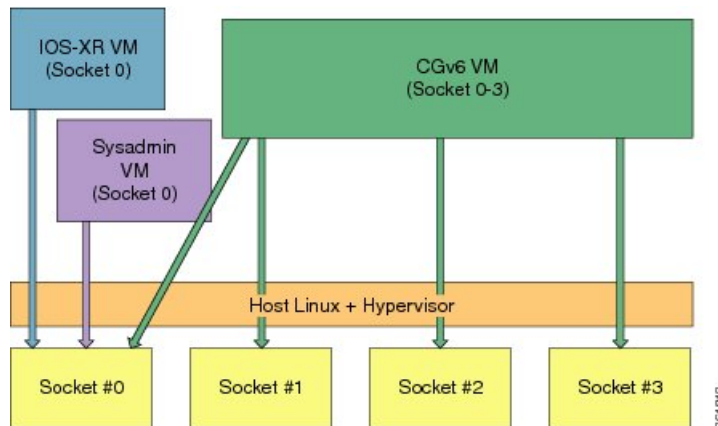 IOS-XR VM
(Socket 0)
CGv6 VM
(Socket 0-3)
Sysadmin
VM
(Socket 0)
Host Linux + Hypervisor
Socket #0
Socket #1
Socket #2
Socket #3